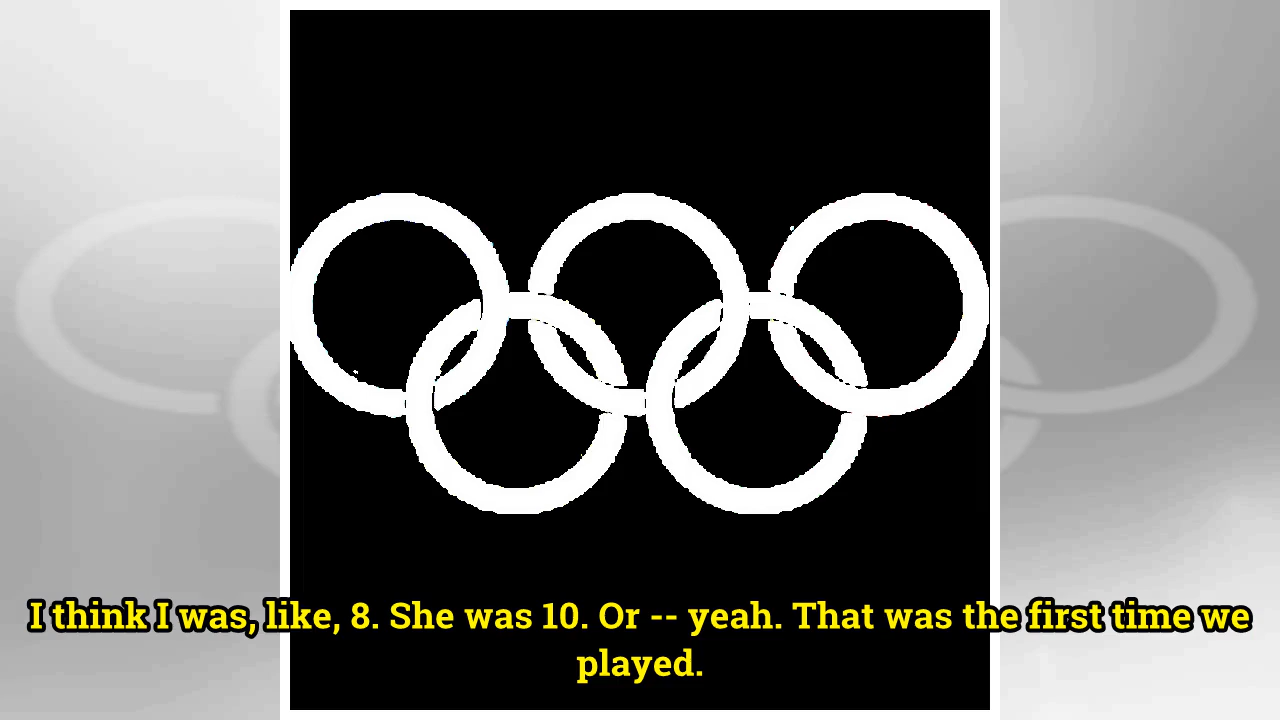 I think I was, like, 8. She was 10. Or -- yeah. That was the first time we
played.